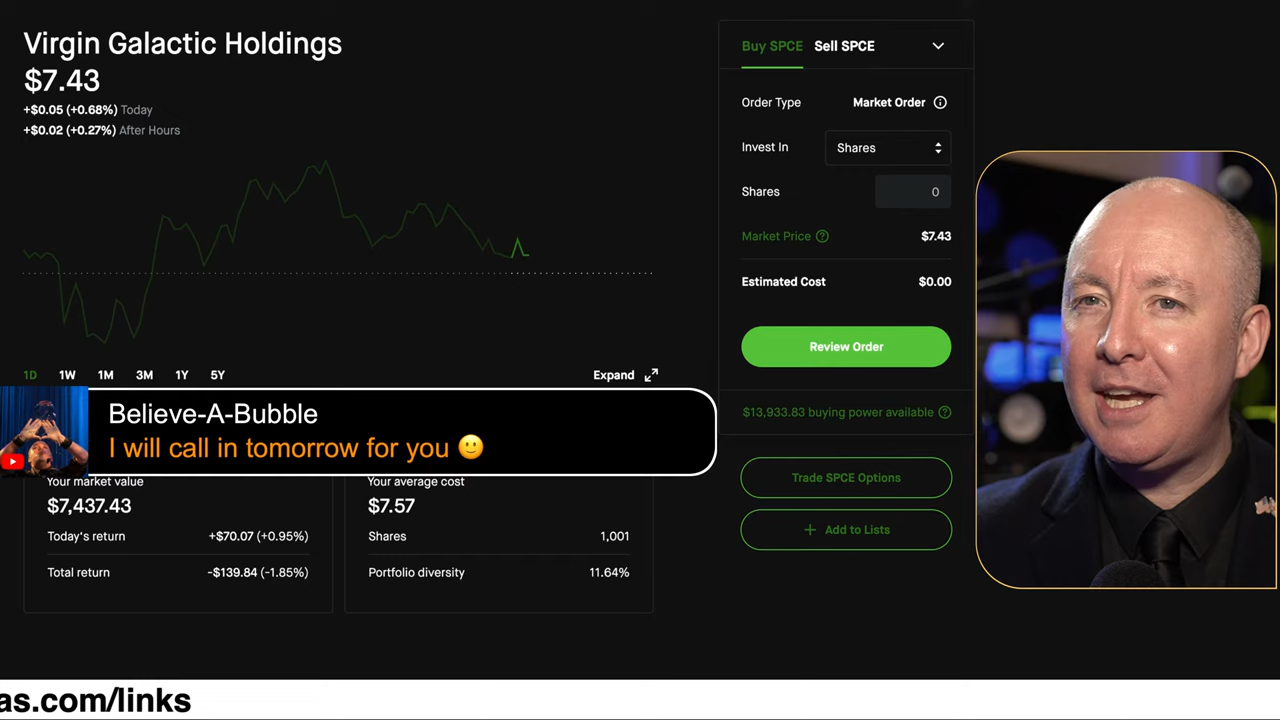 Virgin Galactic Holdings
$7.43
+$0.05 (+0.68%) Today
+$0.02 (+0.27%) After Hours
1D 1W 1M 3M 1Y 5Y Expand
Believe-A-Bubble
I will call in tomorrow for you 🙂
Your market value
$7,437.43
Today's return +$70.07 (+0.95%)
Total return -$139.84 (-1.85%)
Your average cost
$7.57
Shares 1,001
Portfolio diversity 11.64%
Buy SPCE Sell SPCE
Order Type Market Order
Invest In Shares
Shares 0
Market Price $7.43
Estimated Cost $0.00
Review Order
$13,933.83 buying power available
Trade SPCE Options
+ Add to Lists
as.com/links